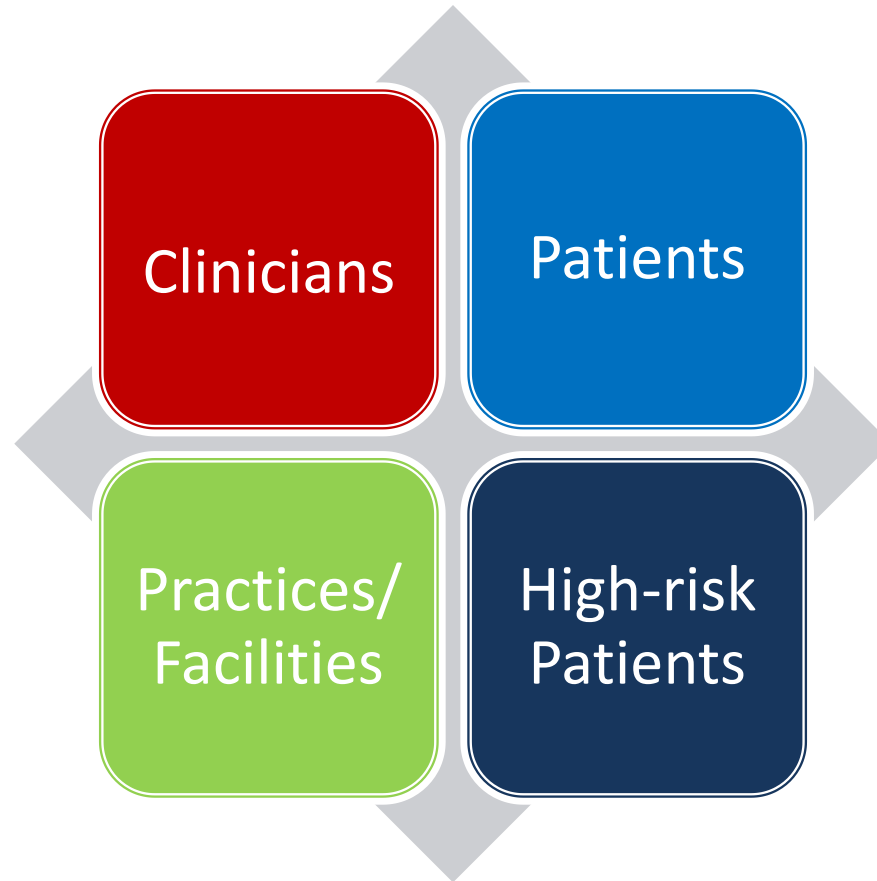 Clinicians
Patients
Practices/
Facilities
High-risk
Patients